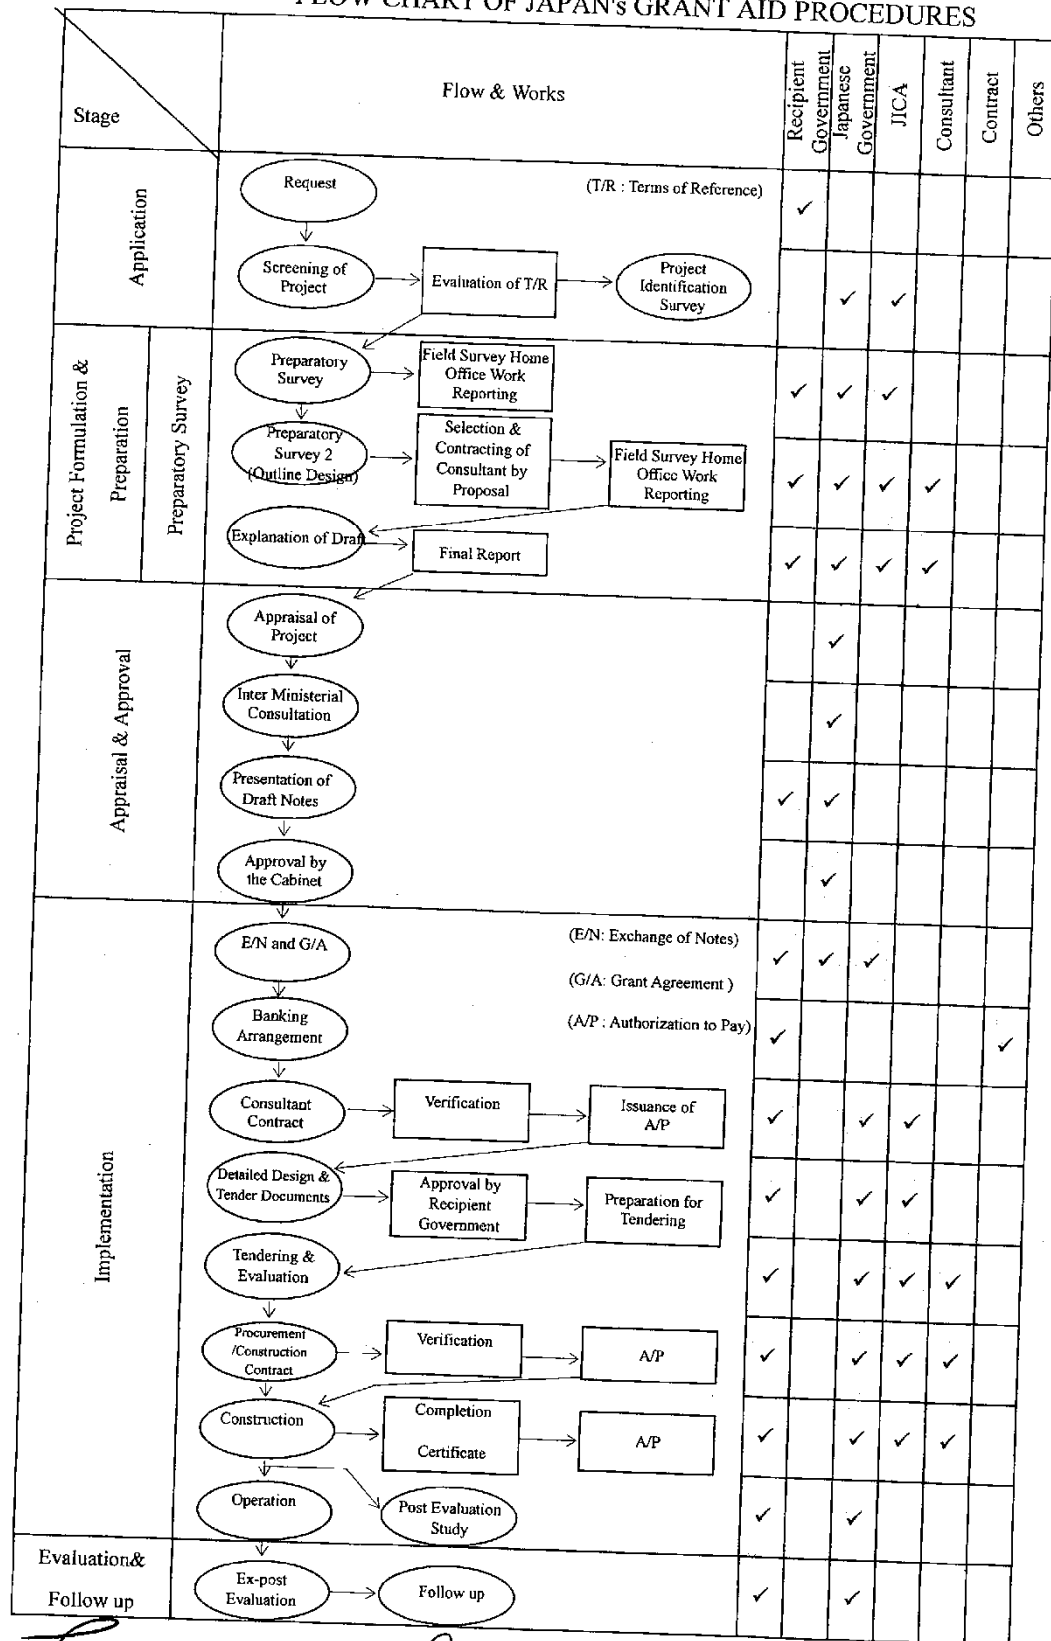 FLOW CHART OF JAPAN's GRANT AID PROCEDURES
Stage
Flow & Works
Recipient
Government
Japanese
Government
JICA
Consultant
Contract
Others
Application
Request
(T/R : Terms of Reference)
✓
Screening of
Project
Evaluation of T/R
Project
Identification
Survey
✓ ✓
Project Formulation &
Preparation
Preparatory Survey
Preparatory
Survey
Field Survey Home
Office Work
Reporting
✓ ✓ ✓
Preparatory
Survey 2
(Outline Design)
Selection &
Contracting of
Consultant by
Proposal
Field Survey Home
Office Work
Reporting
✓ ✓ ✓ ✓
Explanation of Draft
Final Report
✓ ✓ ✓ ✓
Appraisal & Approval
Appraisal of
Project
✓
Inter Ministerial
Consultation
✓
Presentation of
Draft Notes
✓ ✓
Approval by
the Cabinet
✓
Implementation
E/N and G/A
(E/N: Exchange of Notes)
(G/A: Grant Agreement )
(A/P : Authorization to Pay)
✓ ✓ ✓
Banking
Arrangement
✓ ✓
Consultant
Contract
Verification
Issuance of
A/P
✓ ✓ ✓
Detailed Design &
Tender Documents
Approval by
Recipient
Government
Preparation for
Tendering
✓ ✓ ✓
Tendering &
Evaluation
✓ ✓ ✓ ✓
Procurement
/Construction
Contract
Verification
A/P
✓ ✓ ✓ ✓
Construction
Completion
Certificate
A/P
✓ ✓ ✓ ✓
Operation
Post Evaluation
Study
✓ ✓
Evaluation&
Follow up
Ex-post
Evaluation
Follow up
✓ ✓